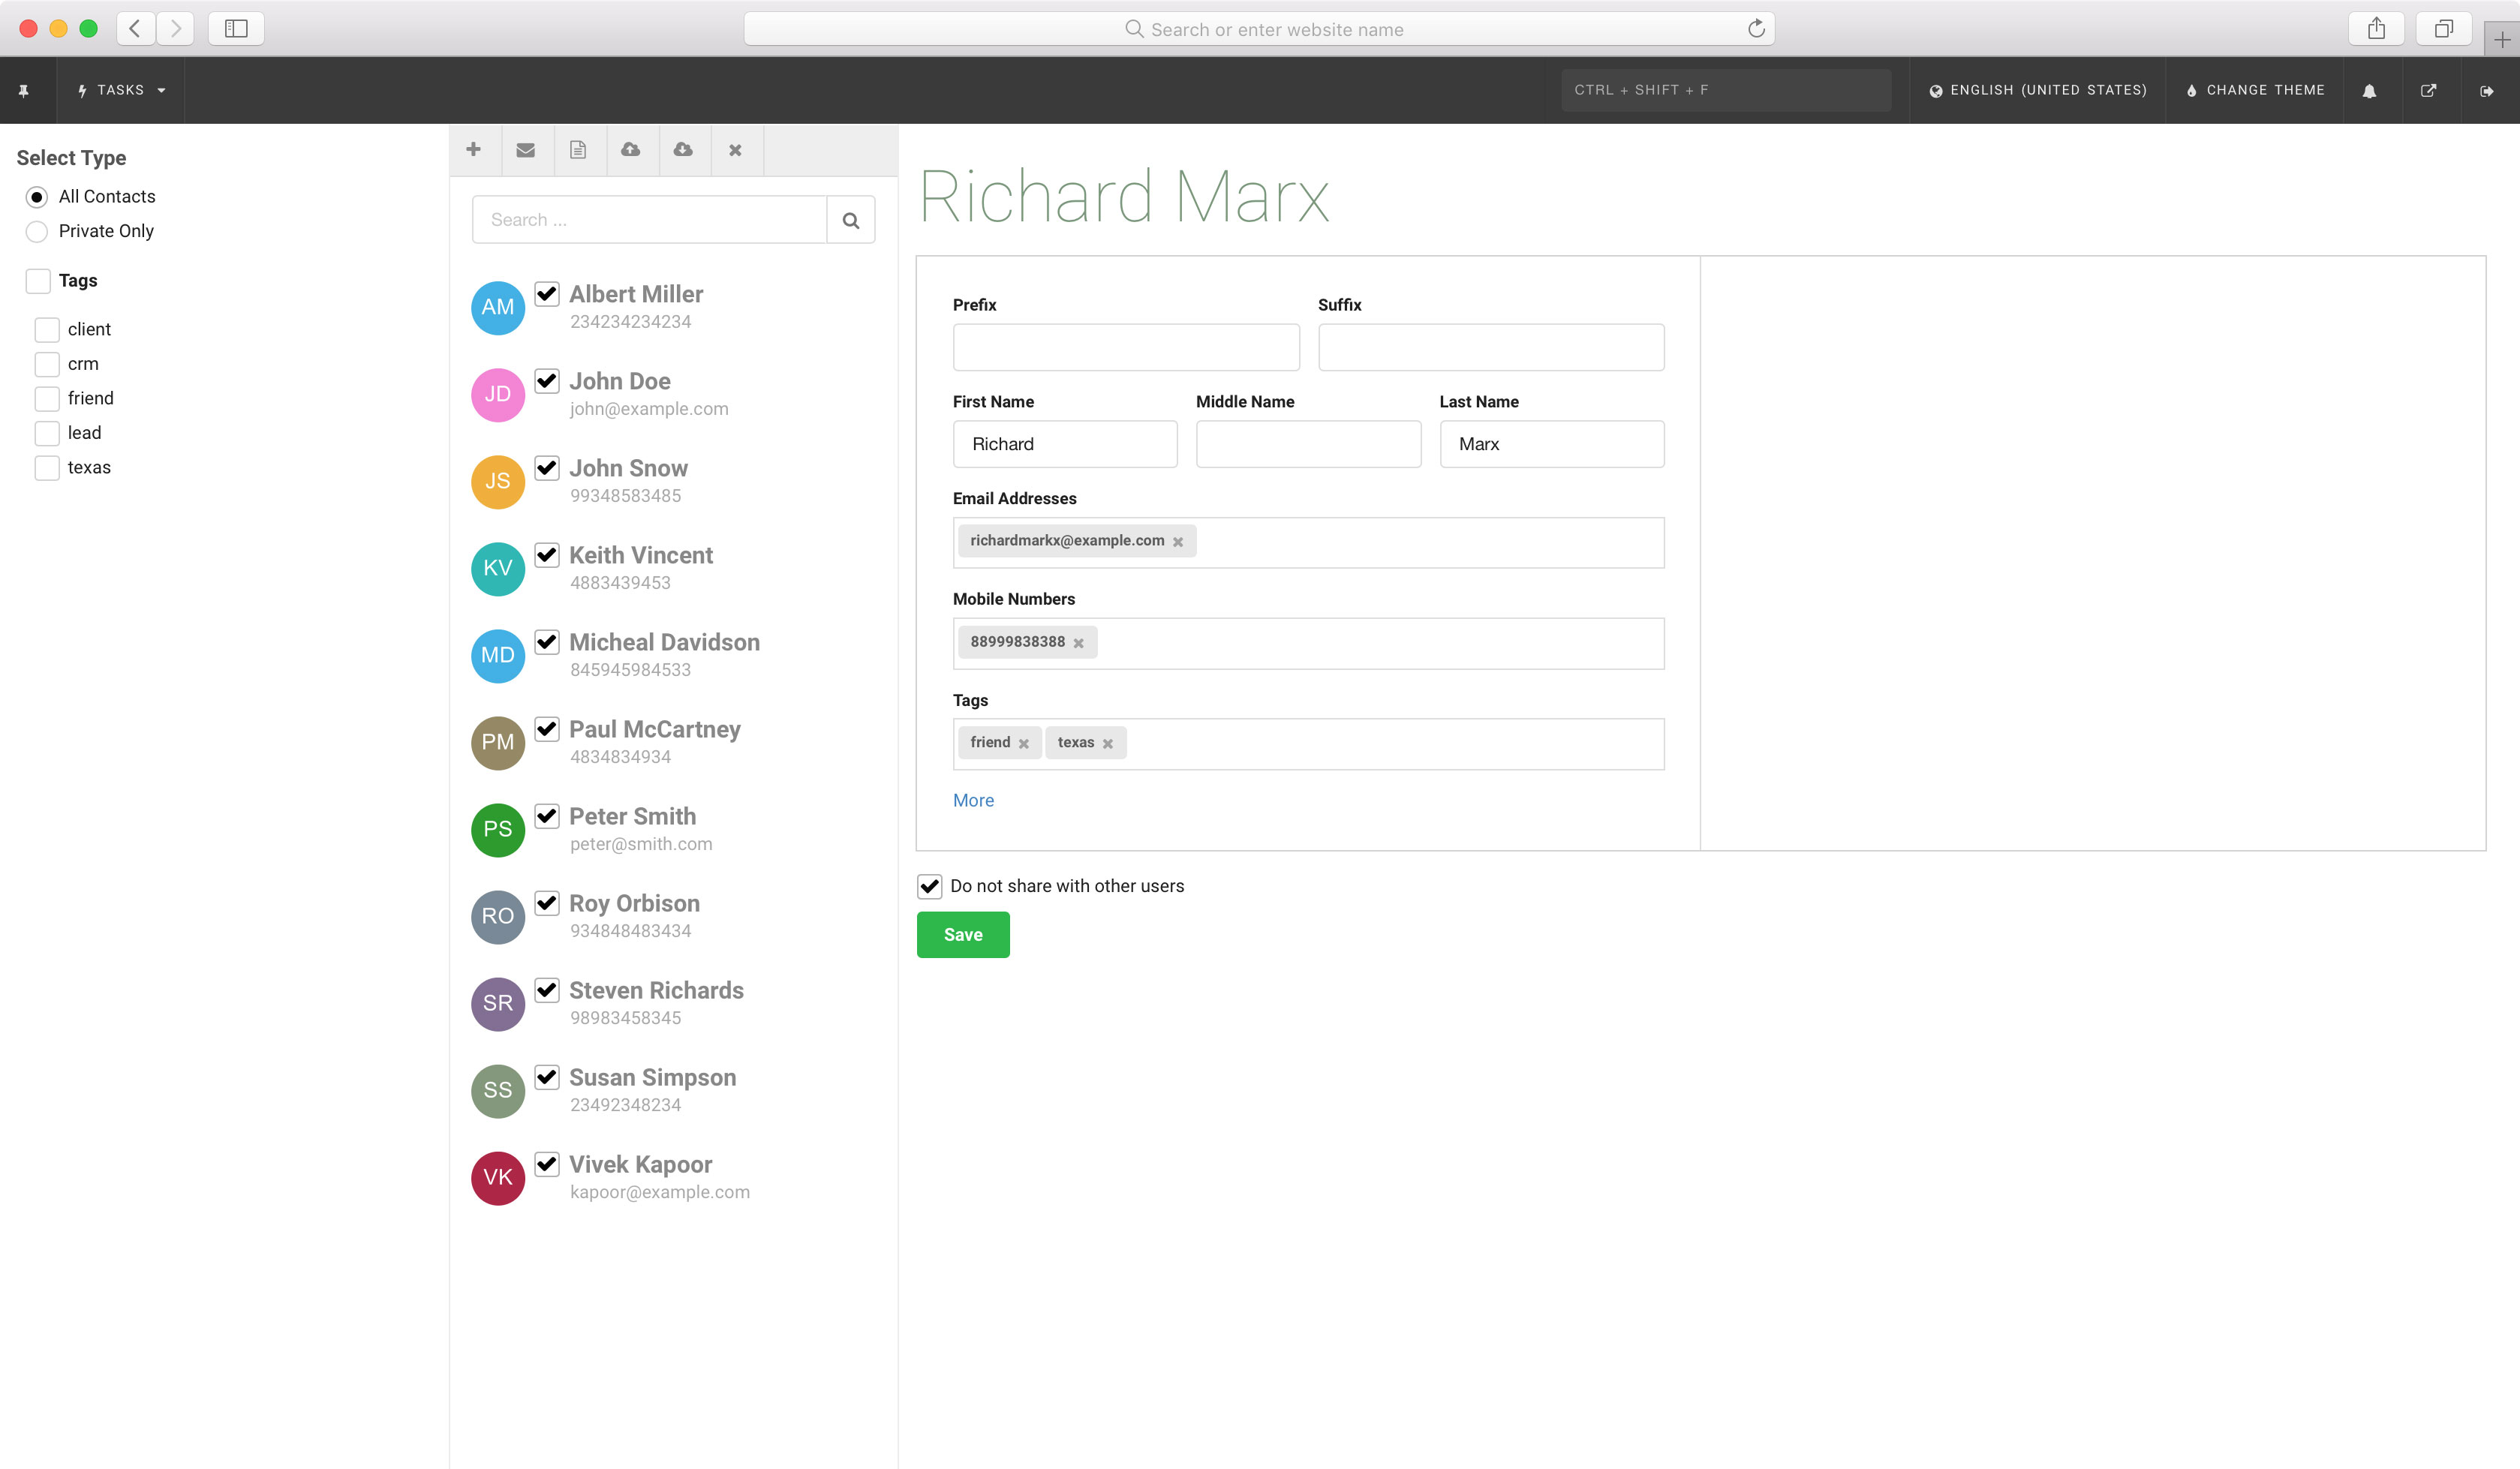 Search or enter website name
TASKS
CTRL + SHIFT + F
ENGLISH (UNITED STATES)
CHANGE THEME
Select Type
All Contacts
Private Only
Tags
client
crm
friend
lead
texas
Search ...
AM
Albert Miller
234234234234
JD
John Doe
john@example.com
JS
John Snow
99348583485
KV
Keith Vincent
4883439453
MD
Micheal Davidson
845945984533
PM
Paul McCartney
4834834934
PS
Peter Smith
peter@smith.com
RO
Roy Orbison
934848483434
SR
Steven Richards
98983458345
SS
Susan Simpson
23492348234
VK
Vivek Kapoor
kapoor@example.com
Richard Marx
Prefix
Suffix
First Name
Middle Name
Last Name
Richard
Marx
Email Addresses
richardmarkx@example.com
Mobile Numbers
88999838388
Tags
friend texas
More
Do not share with other users
Save